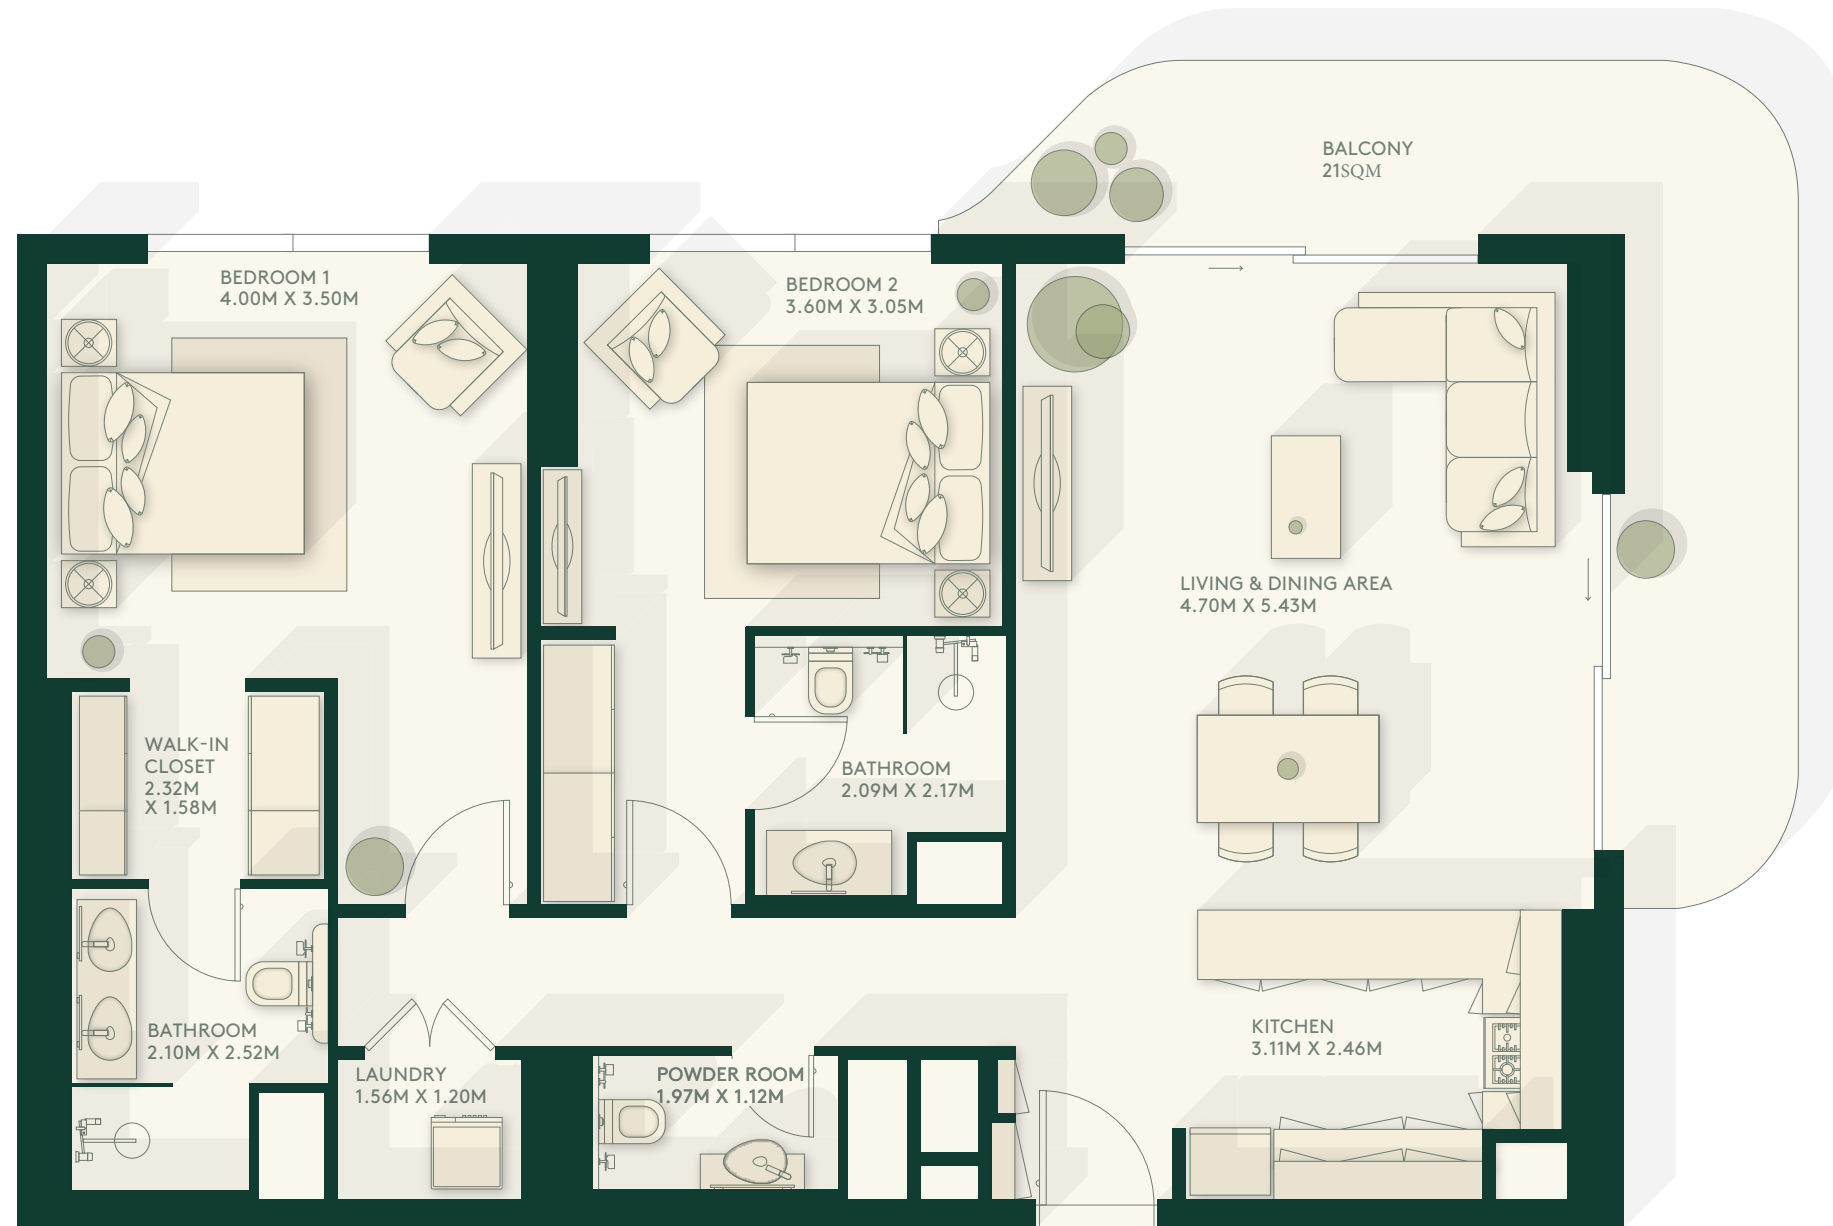 BALCONY
21SQM
BEDROOM 1
4.00M X 3.50M
BEDROOM 2
3.60M X 3.05M
LIVING & DINING AREA
4.70M X 5.43M
WALK-IN
CLOSET
2.32M
X 1.58M
BATHROOM
2.09M X 2.17M
BATHROOM
2.10M X 2.52M
KITCHEN
3.11M X 2.46M
LAUNDRY
1.56M X 1.20M
POWDER ROOM
1.97M X 1.12M